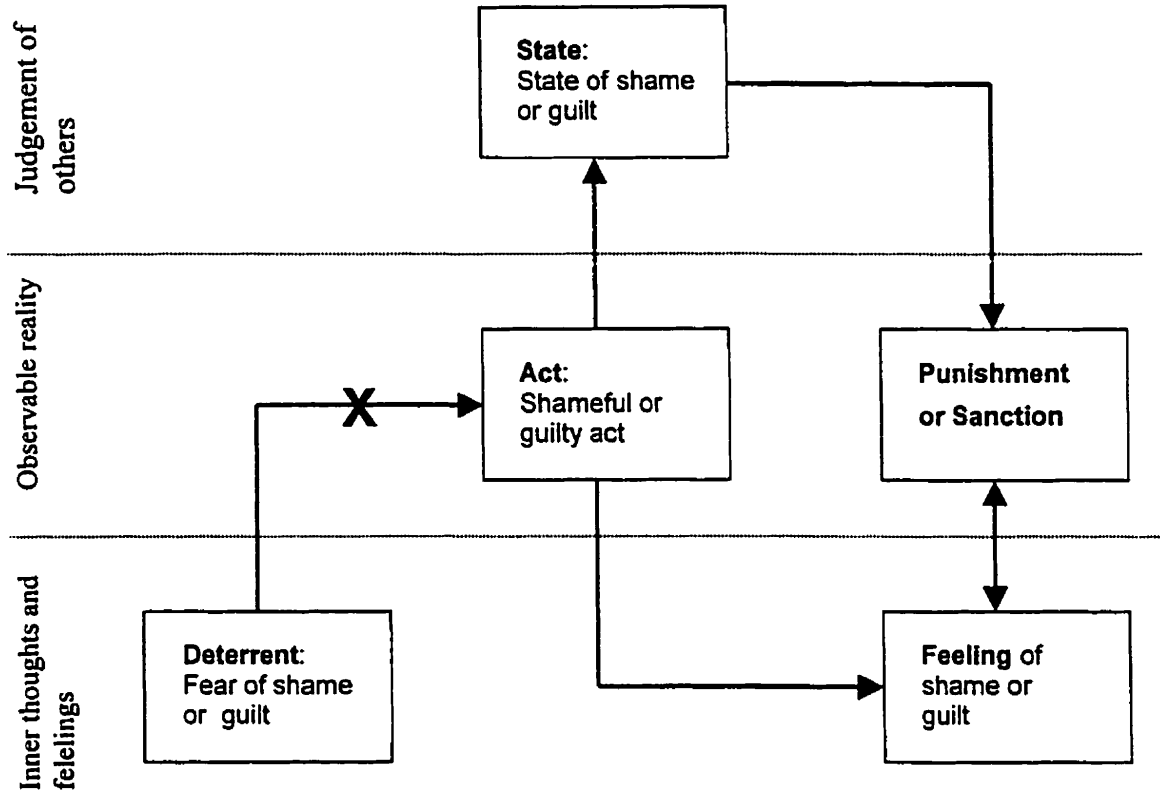 Judgement of
others
State:
State of shame
or guilt
Observable reality
Act:
Shameful or
guilty act
Punishment
or Sanction
X
Inner thoughts and
felelings
Deterrent:
Fear of shame
or guilt
Feeling of
shame or
guilt